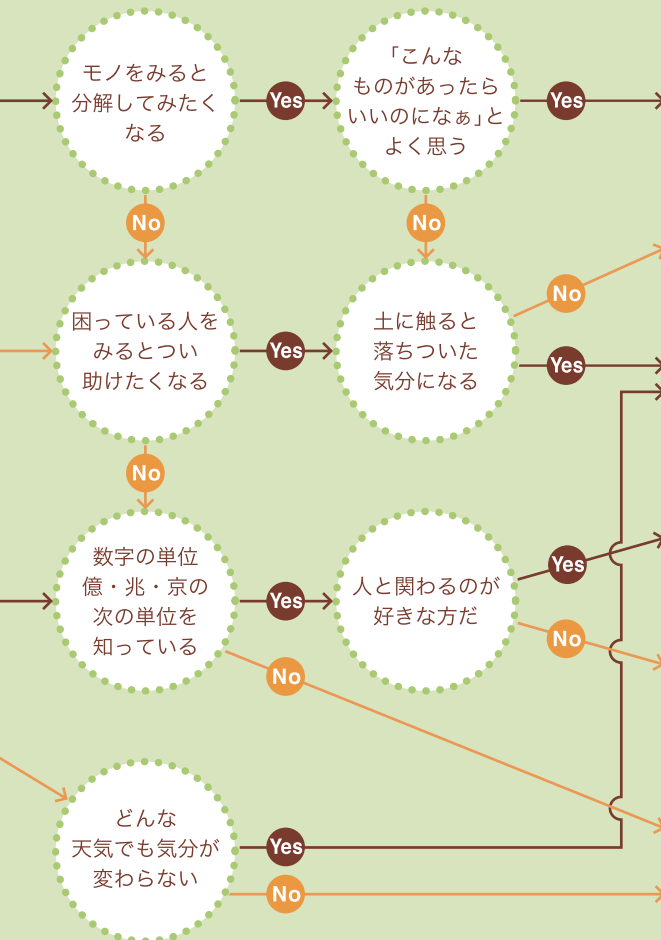 モノをみると
分解してみたく
なる
Yes
「こんな
ものがあったら
いいのになぁ」と
よく思う
Yes
No
No
困っている人を
みるとつい
助けたくなる
Yes
土に触ると
落ちついた
気分になる
No
Yes
No
数字の単位
億・兆・京の
次の単位を
知っている
Yes
No
人と関わるのが
好きな方だ
Yes
No
どんな
天気でも気分が
変わらない
Yes
No